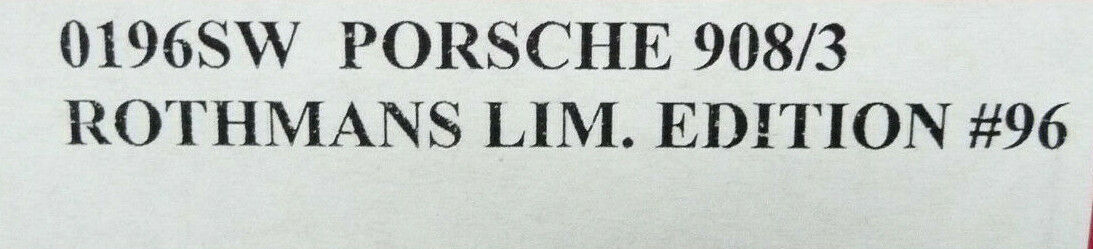 0196SW PORSCHE 908/3
ROTHMANS LIM. EDITION #96